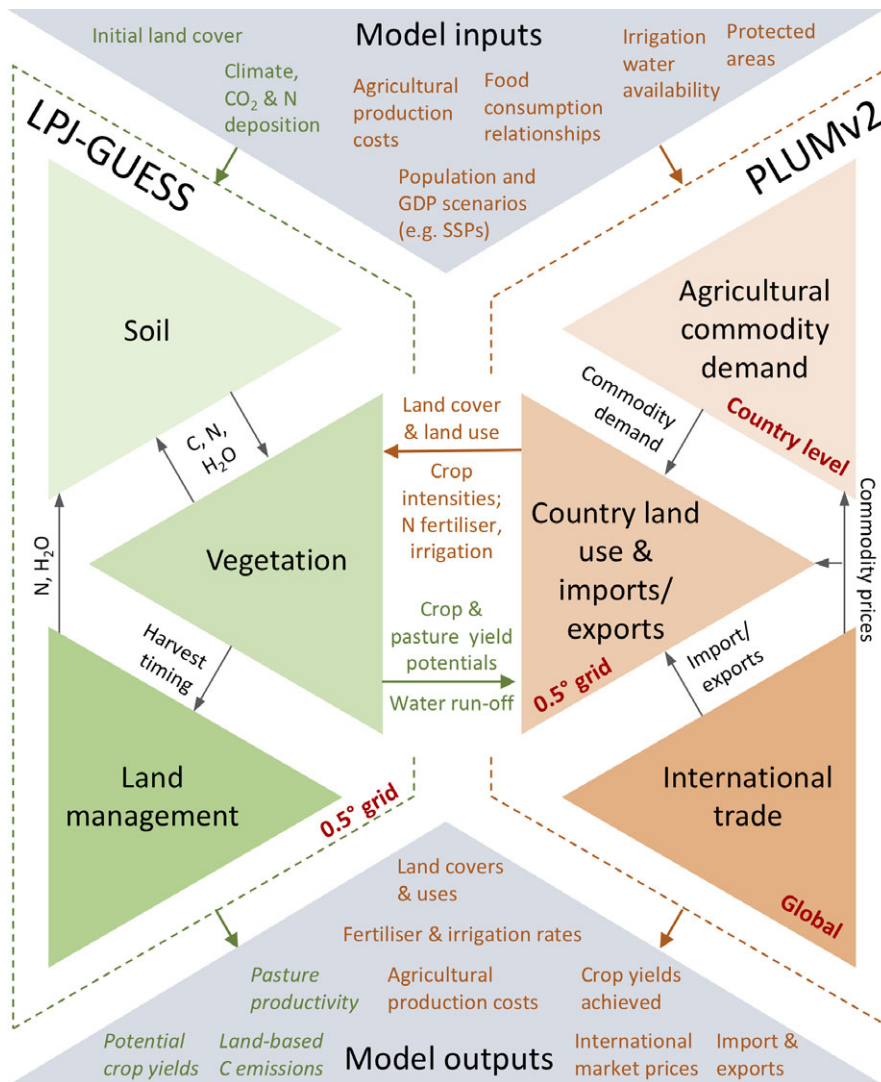 Model inputs
Initial land cover
Climate,
CO₂ & N
deposition
Agricultural
production
costs
Food
consumption
relationships
Irrigation
water
availability
Protected
areas
Population and
GDP scenarios
(e.g. SSPs)
LPJ-GUESS
PLUMv2
Soil
C, N,
H₂O
Vegetation
N, H₂O
Harvest
timing
Land
management
0.5° grid
Land cover
& land use
Crop
intensities;
N fertiliser,
irrigation
Crop &
pasture yield
potentials
Water run-off
Agricultural
commodity
demand
Country level
Commodity
demand
Country land
use &
imports/
exports
0.5° grid
Commodity prices
Import/
exports
International
trade
Global
Land covers
& uses
Fertiliser & irrigation rates
Pasture
productivity
Agricultural
production costs
Crop yields
achieved
Potential
crop yields
Land-based
C emissions
Model outputs
International
market prices
Import &
exports